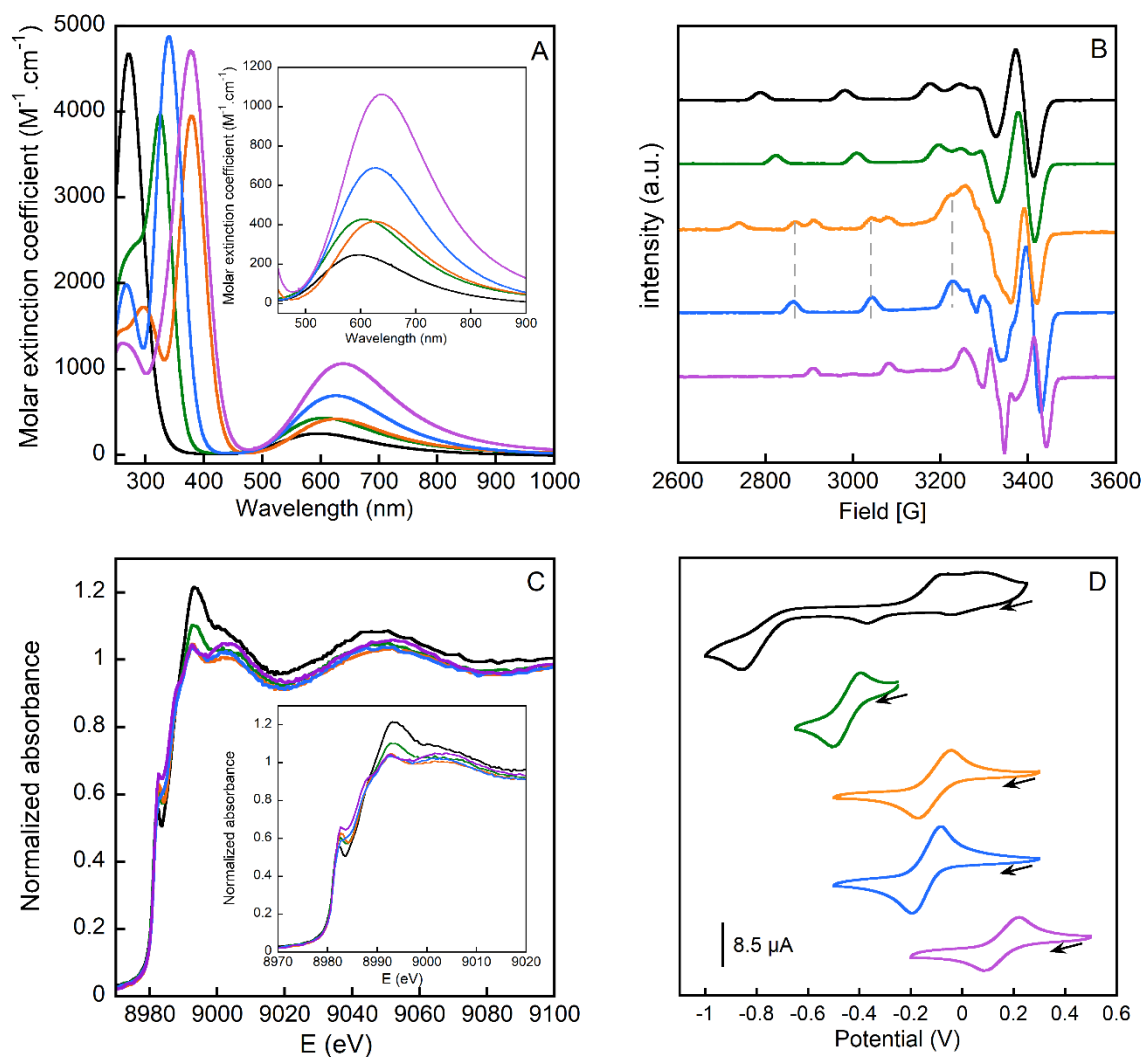 A
Molar extinction coefficient (M⁻¹.cm⁻¹)
5000
4000
3000
2000
1000
0
300 400 500 600 700 800 900 1000
Wavelength (nm)
Molar extinction coefficient (M⁻¹.cm⁻¹)
1200
1000
800
600
400
200
0
500 600 700 800 900
Wavelength (nm)
B
intensity (a.u.)
2600 2800 3000 3200 3400 3600
Field [G]
C
Normalized absorbance
1.2
1
0.8
0.6
0.4
0.2
0
8980 9000 9020 9040 9060 9080 9100
E (eV)
Normalized absorbance
1.2
1
0.8
0.6
0.4
0.2
0
8970 8980 8990 9000 9010 9020
E (eV)
D
8.5 µA
-1 -0.8 -0.6 -0.4 -0.2 0 0.2 0.4 0.6
Potential (V)